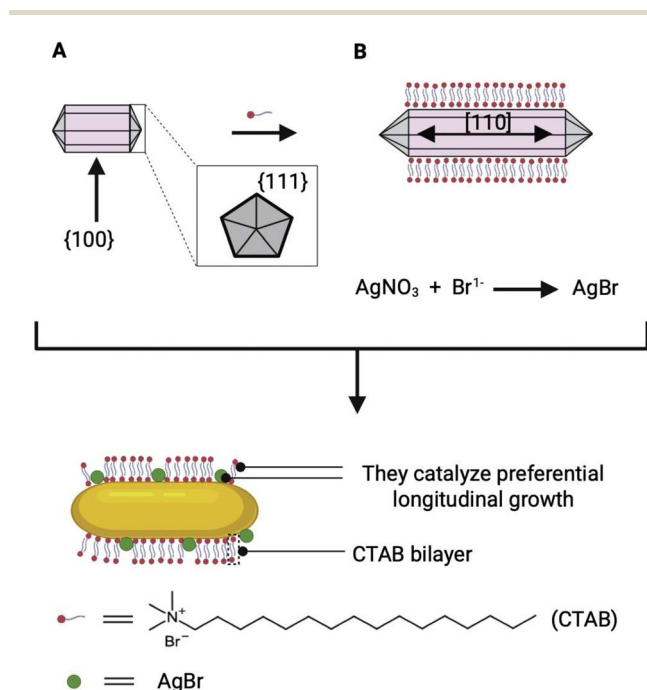 A
B
[110]
{111}
{100}
AgNO₃ + Br¹⁻ → AgBr
They catalyze preferential
longitudinal growth
CTAB bilayer
N⁺
Br⁻
(CTAB)
AgBr